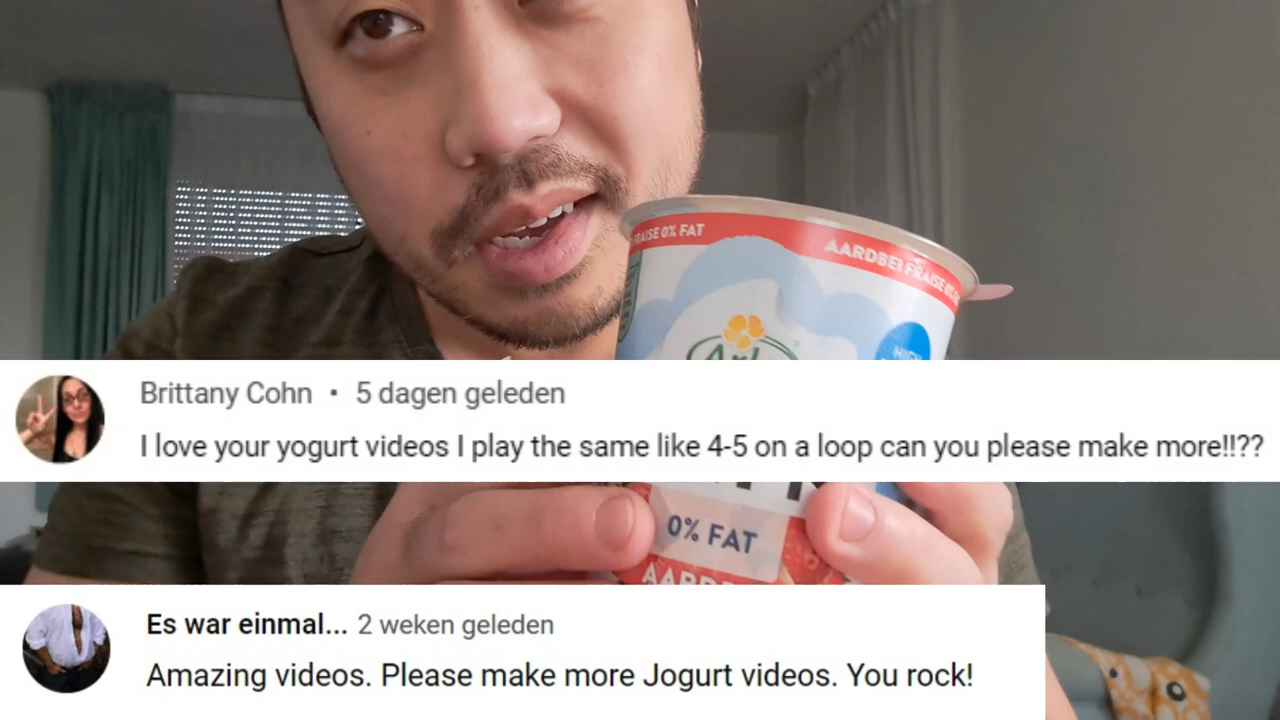 FRAISE 0% FAT
AARDBEI FRAISE 0%
Arla
HIGH
Brittany Cohn • 5 dagen geleden
I love your yogurt videos I play the same like 4-5 on a loop can you please make more!!??
0% FAT
Es war einmal... 2 weken geleden
Amazing videos. Please make more Jogurt videos. You rock!